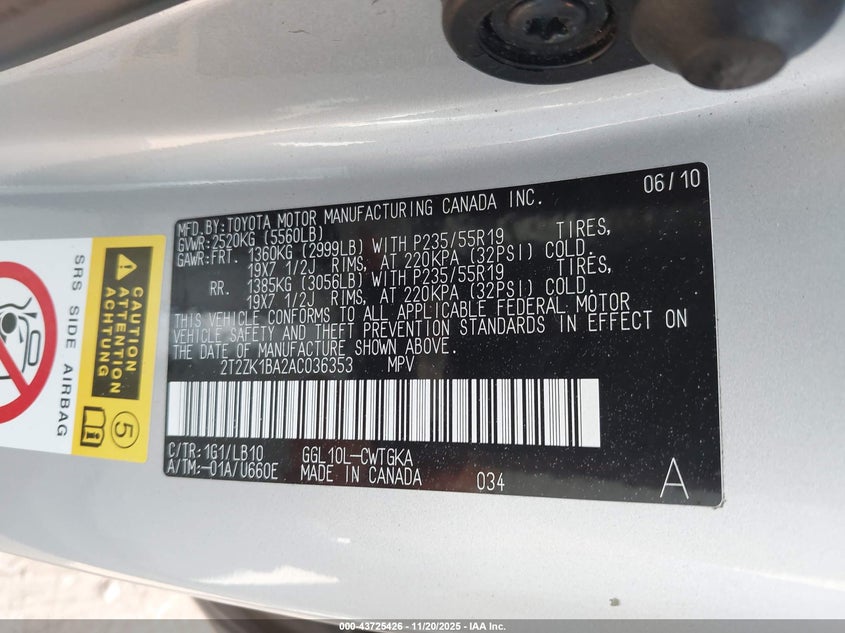 06/10
MFD.BY:TOYOTA MOTOR MANUFACTURING CANADA INC.
GVWR:2520KG (5560LB)
GAWR:FRT. 1360KG (2999LB) WITH P235/55R19 TIRES,
19X7 1/2J RIMS, AT 220KPA (32PSI) COLD.
RR. 1385KG (3056LB) WITH P235/55R19 TIRES,
19X7 1/2J RIMS, AT 220KPA (32PSI) COLD.
THIS VEHICLE CONFORMS TO ALL APPLICABLE FEDERAL MOTOR
VEHICLE SAFETY AND THEFT PREVENTION STANDARDS IN EFFECT ON
THE DATE OF MANUFACTURE SHOWN ABOVE.
2T2ZK1BA2AC036353 MPV
C/TR:1G1/LB10 GGL10L-CWTGKA
A/TM:-01A/U660E MADE IN CANADA 034 A
SRS SIDE AIRBAG
CAUTION
ATTENTION
ACHTUNG
5
000-43725426 - 11/20/2025 - IAA Inc.